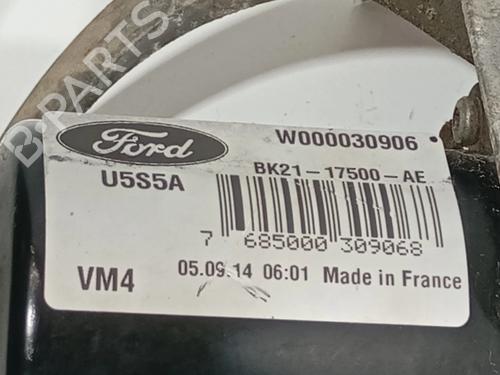 B-PARTS
Ford
W000030906
U5S5A
BK21-17500-AE
7 685000 309068
VM4
05.09.14 06:01 Made in France